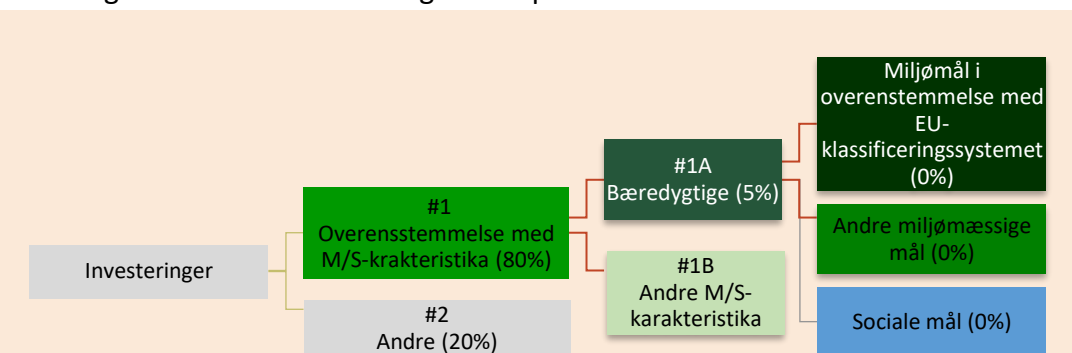 Investeringer
#1
Overensstemmelse med
M/S-krakteristika (80%)
#2
Andre (20%)
#1A
Bæredygtige (5%)
#1B
Andre M/S-
karakteristika
Miljømål i
overenstemmelse med
EU-
klassificeringssystemet
(0%)
Andre miljømæssige
mål (0%)
Sociale mål (0%)